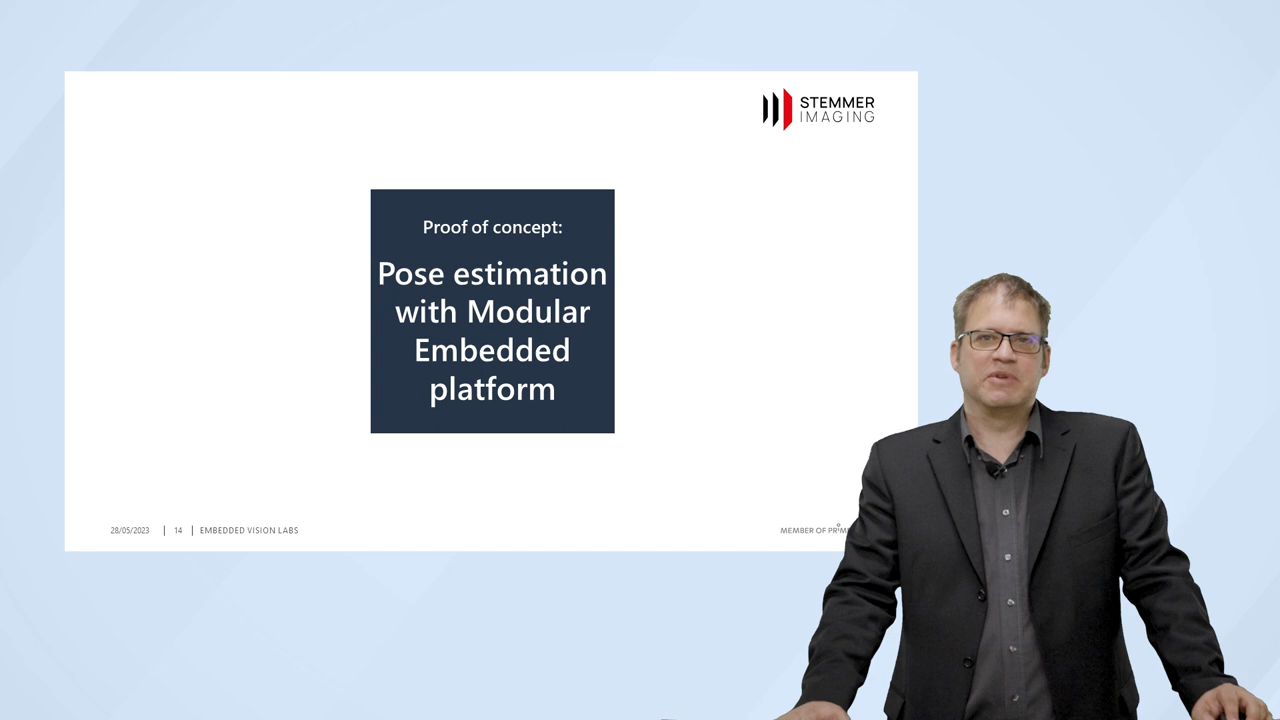 STEMMER
IMAGING
Proof of concept:
Pose estimation
with Modular
Embedded
platform
28/05/2023 | 14 | EMBEDDED VISION LABS
MEMBER OF